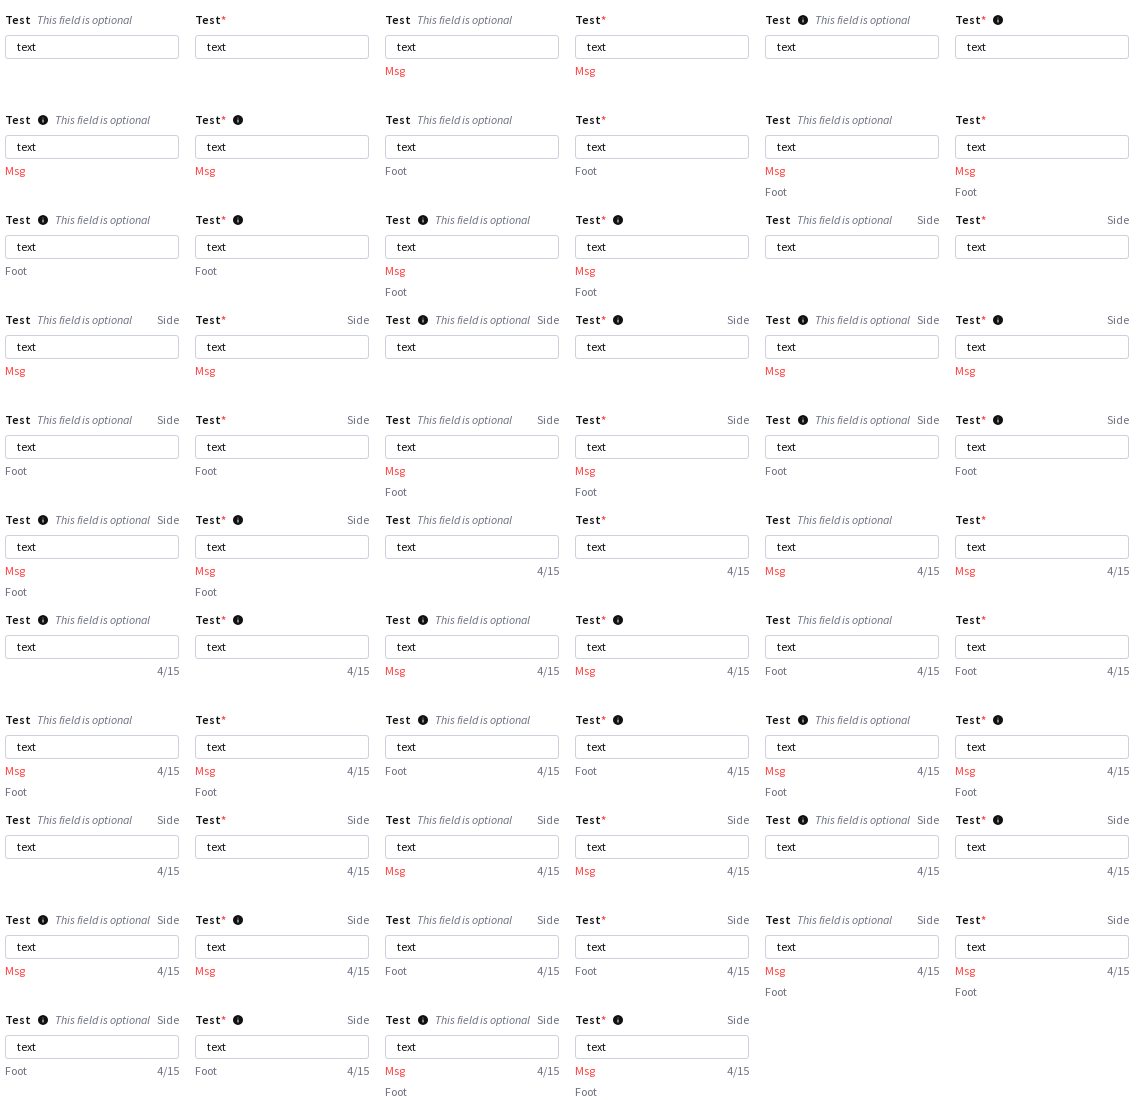 Test This field is optional Test* Test This field is optional Test* Test This field is optional Test*
text text text text text text
Msg Msg
Test This field is optional Test* Test This field is optional Test* Test This field is optional Test*
text text text text text text
Msg Msg Foot Foot Msg Msg
Foot Foot
Test This field is optional Test* Test This field is optional Test* Test This field is optional Side Test* Side
text text text text text text
Foot Foot Msg Msg
Foot Foot
Test This field is optional Side Test* Side Test This field is optional Side Test* Side Test This field is optional Side Test* Side
text text text text text text
Msg Msg Msg Msg
Test This field is optional Side Test* Side Test This field is optional Side Test* Side Test This field is optional Side Test* Side
text text text text text text
Foot Foot Msg Msg Foot Foot
Foot Foot
Test This field is optional Side Test* Side Test This field is optional Test* Test This field is optional Test*
text text text text text text
Msg Msg 4/15 4/15 Msg 4/15 Msg 4/15
Foot Foot
Test This field is optional Test* Test This field is optional Test* Test This field is optional Test*
text text text text text text
4/15 4/15 Msg 4/15 Msg 4/15 Foot 4/15 Foot 4/15
Test This field is optional Test* Test This field is optional Test* Test This field is optional Test*
text text text text text text
Msg 4/15 Msg 4/15 Foot 4/15 Foot 4/15 Msg 4/15 Msg 4/15
Foot Foot Foot Foot
Test This field is optional Side Test* Side Test This field is optional Side Test* Side Test This field is optional Side Test* Side
text text text text text text
4/15 4/15 Msg 4/15 Msg 4/15 4/15 4/15
Test This field is optional Side Test* Side Test This field is optional Side Test* Side Test This field is optional Side Test* Side
text text text text text text
Msg 4/15 Msg 4/15 Foot 4/15 Foot 4/15 Msg 4/15 Msg 4/15
Foot Foot
Test This field is optional Side Test* Side Test This field is optional Side Test* Side
text text text text
Foot 4/15 Foot 4/15 Msg 4/15 Msg 4/15
Foot Foot